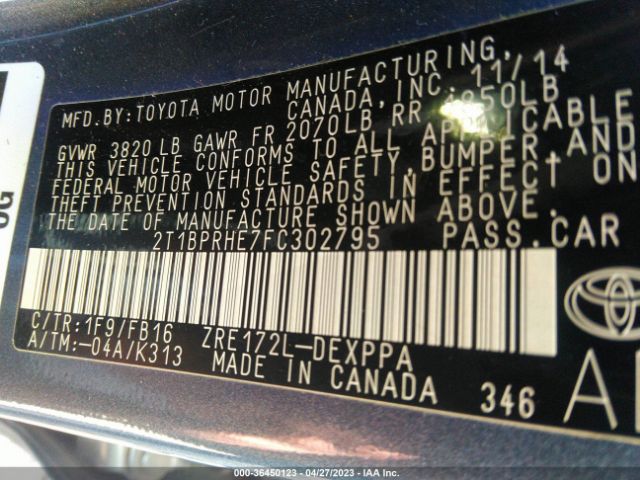 MFD. BY: TOYOTA MOTOR MANUFACTURING,
CANADA, INC. 11/14
GVWR 3820 LB GAWR FR 2070LB RR 1850LB
THIS VEHICLE CONFORMS TO ALL APPLICABLE
FEDERAL MOTOR VEHICLE SAFETY, BUMPER, AND
THEFT PREVENTION STANDARDS IN EFFECT ON
THE DATE OF MANUFACTURE SHOWN ABOVE.
2T1BPRHE7FC302795 PASS.CAR
C/TR:1F9/FB16 ZRE172L-DEXPPA
A/TM:-04A/K313 MADE IN CANADA 346
000-36450123 - 04/27/2023 - IAA Inc.